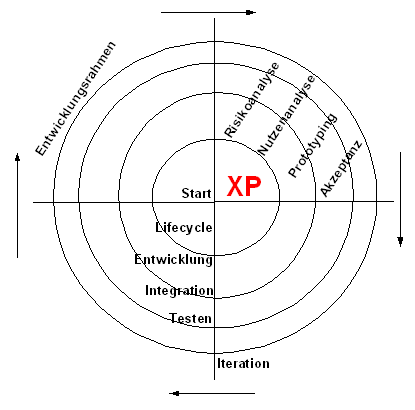 Entwicklungsrahmen
Risikoanalyse
Nutzenanalyse
Prototyping
Akzeptanz
XP
Start
Lifecycle
Entwicklung
Integration
Testen
Iteration